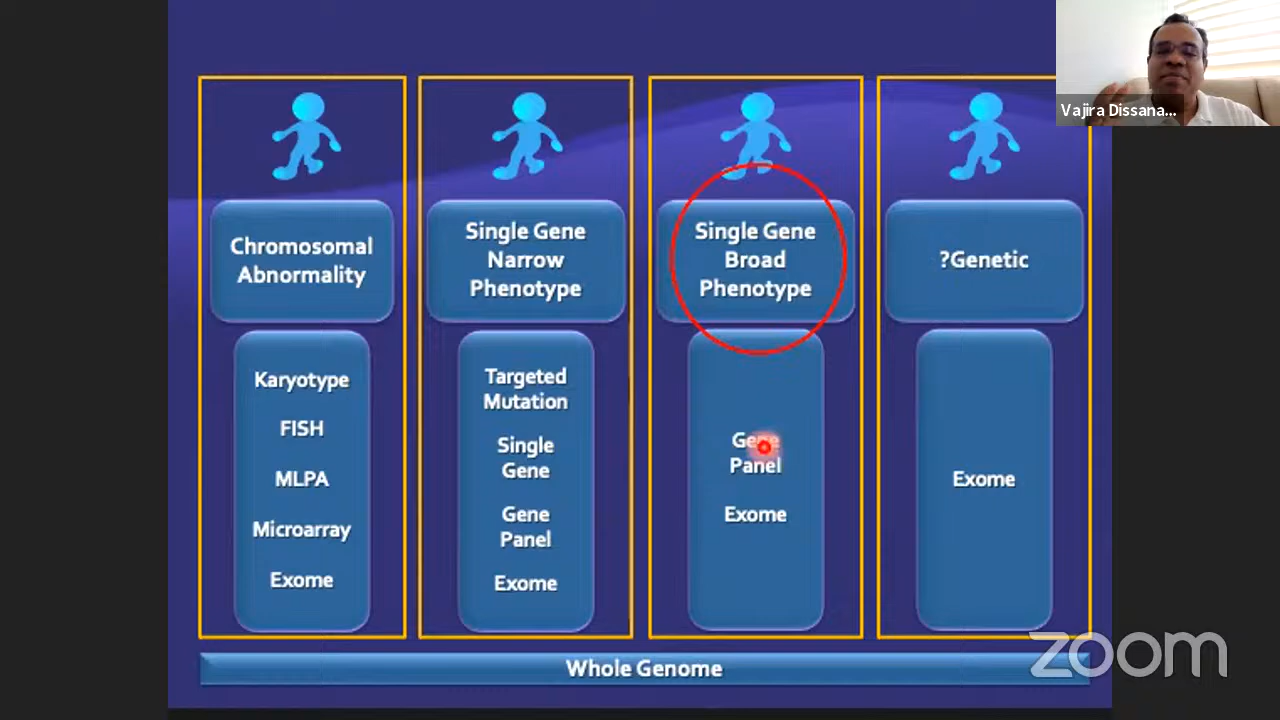 Vajira Dissana...
Chromosomal
Abnormality
Karyotype
FISH
MLPA
Microarray
Exome
Single Gene
Narrow
Phenotype
Targeted
Mutation
Single
Gene
Gene
Panel
Exome
Single Gene
Broad
Phenotype
Gene
Panel
Exome
?Genetic
Exome
Whole Genome
zoom